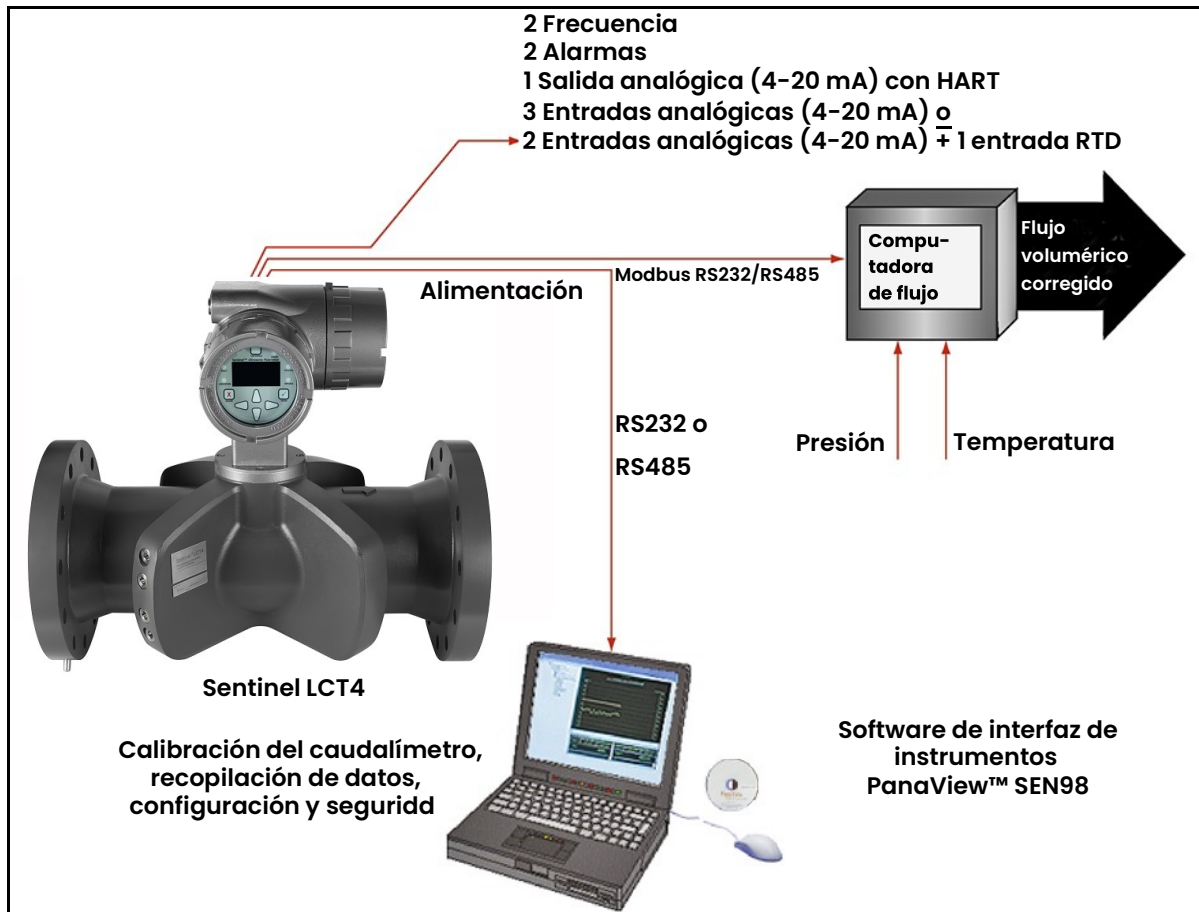 2 Frecuencia
2 Alarmas
1 Salida analógica (4-20 mA) con HART
3 Entradas analógicas (4-20 mA) o
2 Entradas analógicas (4-20 mA) + 1 entrada RTD
Compu-
tadora
de flujo
Flujo
volumérico
corregido
Alimentación
Modbus RS232/RS485
RS232 o
RS485
Presión
Temperatura
Sentinel LCT4
Calibración del caudalímetro,
recopilación de datos,
configuración y seguridd
Software de interfaz de
instrumentos
PanaView™ SEN98